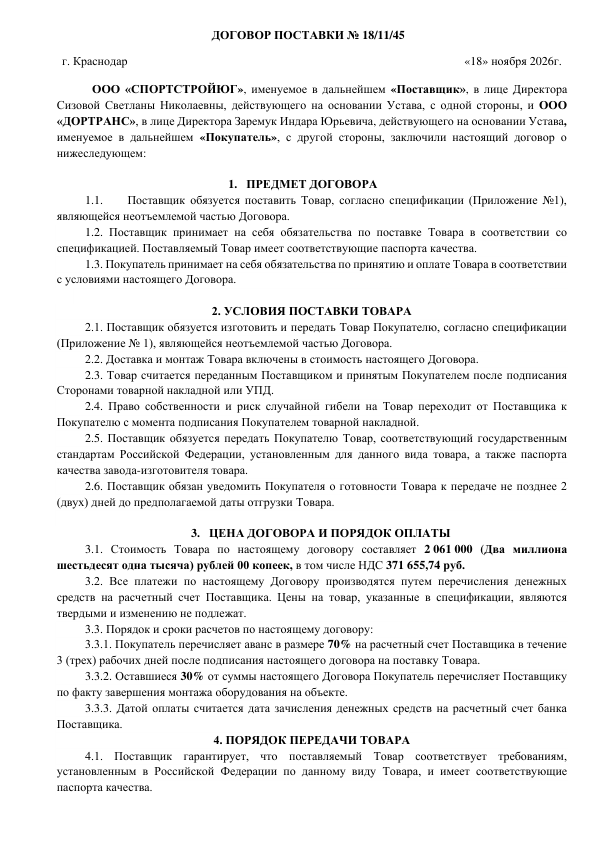 ДОГОВОР ПОСТАВКИ № 18/11/45
г. Краснодар «18» ноября 2026г.
ООО «СПОРТСТРОЙЮГ», именуемое в дальнейшем «Поставщик», в лице Директора
Сизовой Светланы Николаевны, действующего на основании Устава, с одной стороны, и ООО
«ДОРТРАНС», в лице Директора Заремук Индара Юрьевича, действующего на основании Устава,
именуемое в дальнейшем «Покупатель», с другой стороны, заключили настоящий договор о
нижеследующем:
1. ПРЕДМЕТ ДОГОВОРА
1.1. Поставщик обязуется поставить Товар, согласно спецификации (Приложение №1),
являющейся неотъемлемой частью Договора.
1.2. Поставщик принимает на себя обязательства по поставке Товара в соответствии со
спецификацией. Поставляемый Товар имеет соответствующие паспорта качества.
1.3. Покупатель принимает на себя обязательства по принятию и оплате Товара в соответствии
с условиями настоящего Договора.
2. УСЛОВИЯ ПОСТАВКИ ТОВАРА
2.1. Поставщик обязуется изготовить и передать Товар Покупателю, согласно спецификации
(Приложение № 1), являющейся неотъемлемой частью Договора.
2.2. Доставка и монтаж Товара включены в стоимость настоящего Договора.
2.3. Товар считается переданным Поставщиком и принятым Покупателем после подписания
Сторонами товарной накладной или УПД.
2.4. Право собственности и риск случайной гибели на Товар переходит от Поставщика к
Покупателю с момента подписания Покупателем товарной накладной.
2.5. Поставщик обязуется передать Покупателю Товар, соответствующий государственным
стандартам Российской Федерации, установленным для данного вида товара, а также паспорта
качества завода-изготовителя товара.
2.6. Поставщик обязан уведомить Покупателя о готовности Товара к передаче не позднее 2
(двух) дней до предполагаемой даты отгрузки Товара.
3. ЦЕНА ДОГОВОРА И ПОРЯДОК ОПЛАТЫ
3.1. Стоимость Товара по настоящему договору составляет 2 061 000 (Два миллиона
шестьдесят одна тысяча) рублей 00 копеек, в том числе НДС 371 655,74 руб.
3.2. Все платежи по настоящему Договору производятся путем перечисления денежных
средств на расчетный счет Поставщика. Цены на товар, указанные в спецификации, являются
твердыми и изменению не подлежат.
3.3. Порядок и сроки расчетов по настоящему договору:
3.3.1. Покупатель перечисляет аванс в размере 70% на расчетный счет Поставщика в течение
3 (трех) рабочих дней после подписания настоящего договора на поставку Товара.
3.3.2. Оставшиеся 30% от суммы настоящего Договора Покупатель перечисляет Поставщику
по факту завершения монтажа оборудования на объекте.
3.3.3. Датой оплаты считается дата зачисления денежных средств на расчетный счет банка
Поставщика.
4. ПОРЯДОК ПЕРЕДАЧИ ТОВАРА
4.1. Поставщик гарантирует, что поставляемый Товар соответствует требованиям,
установленным в Российской Федерации по данному виду Товара, и имеет соответствующие
паспорта качества.